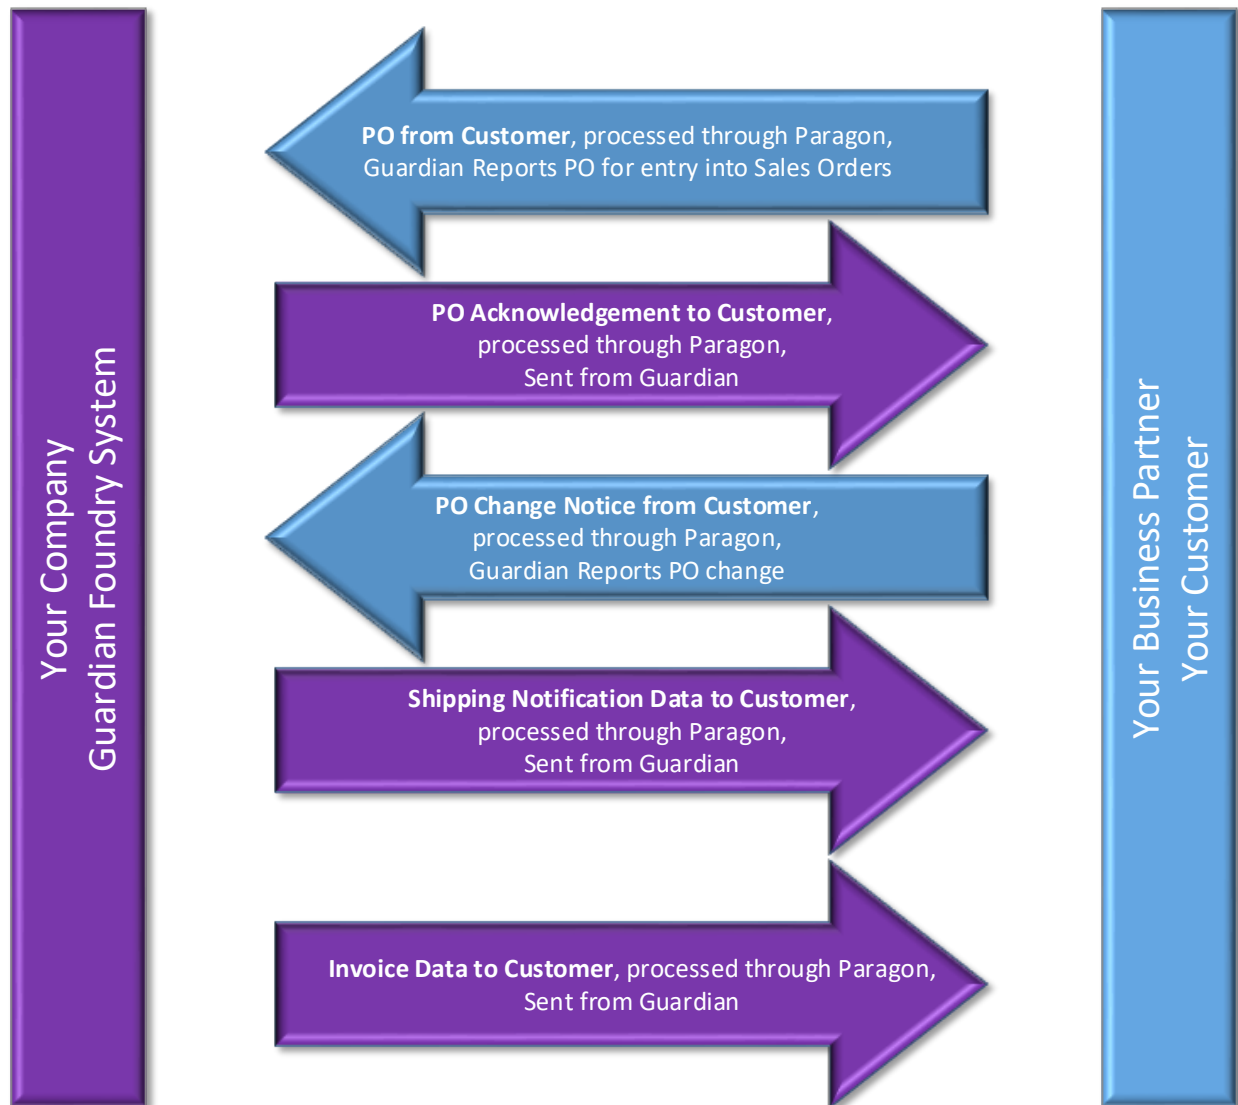 Your Company
Guardian Foundry System
PO from Customer, processed through Paragon,
Guardian Reports PO for entry into Sales Orders
PO Acknowledgement to Customer,
processed through Paragon,
Sent from Guardian
PO Change Notice from Customer,
processed through Paragon,
Guardian Reports PO change
Shipping Notification Data to Customer,
processed through Paragon,
Sent from Guardian
Invoice Data to Customer, processed through Paragon,
Sent from Guardian
Your Business Partner
Your Customer